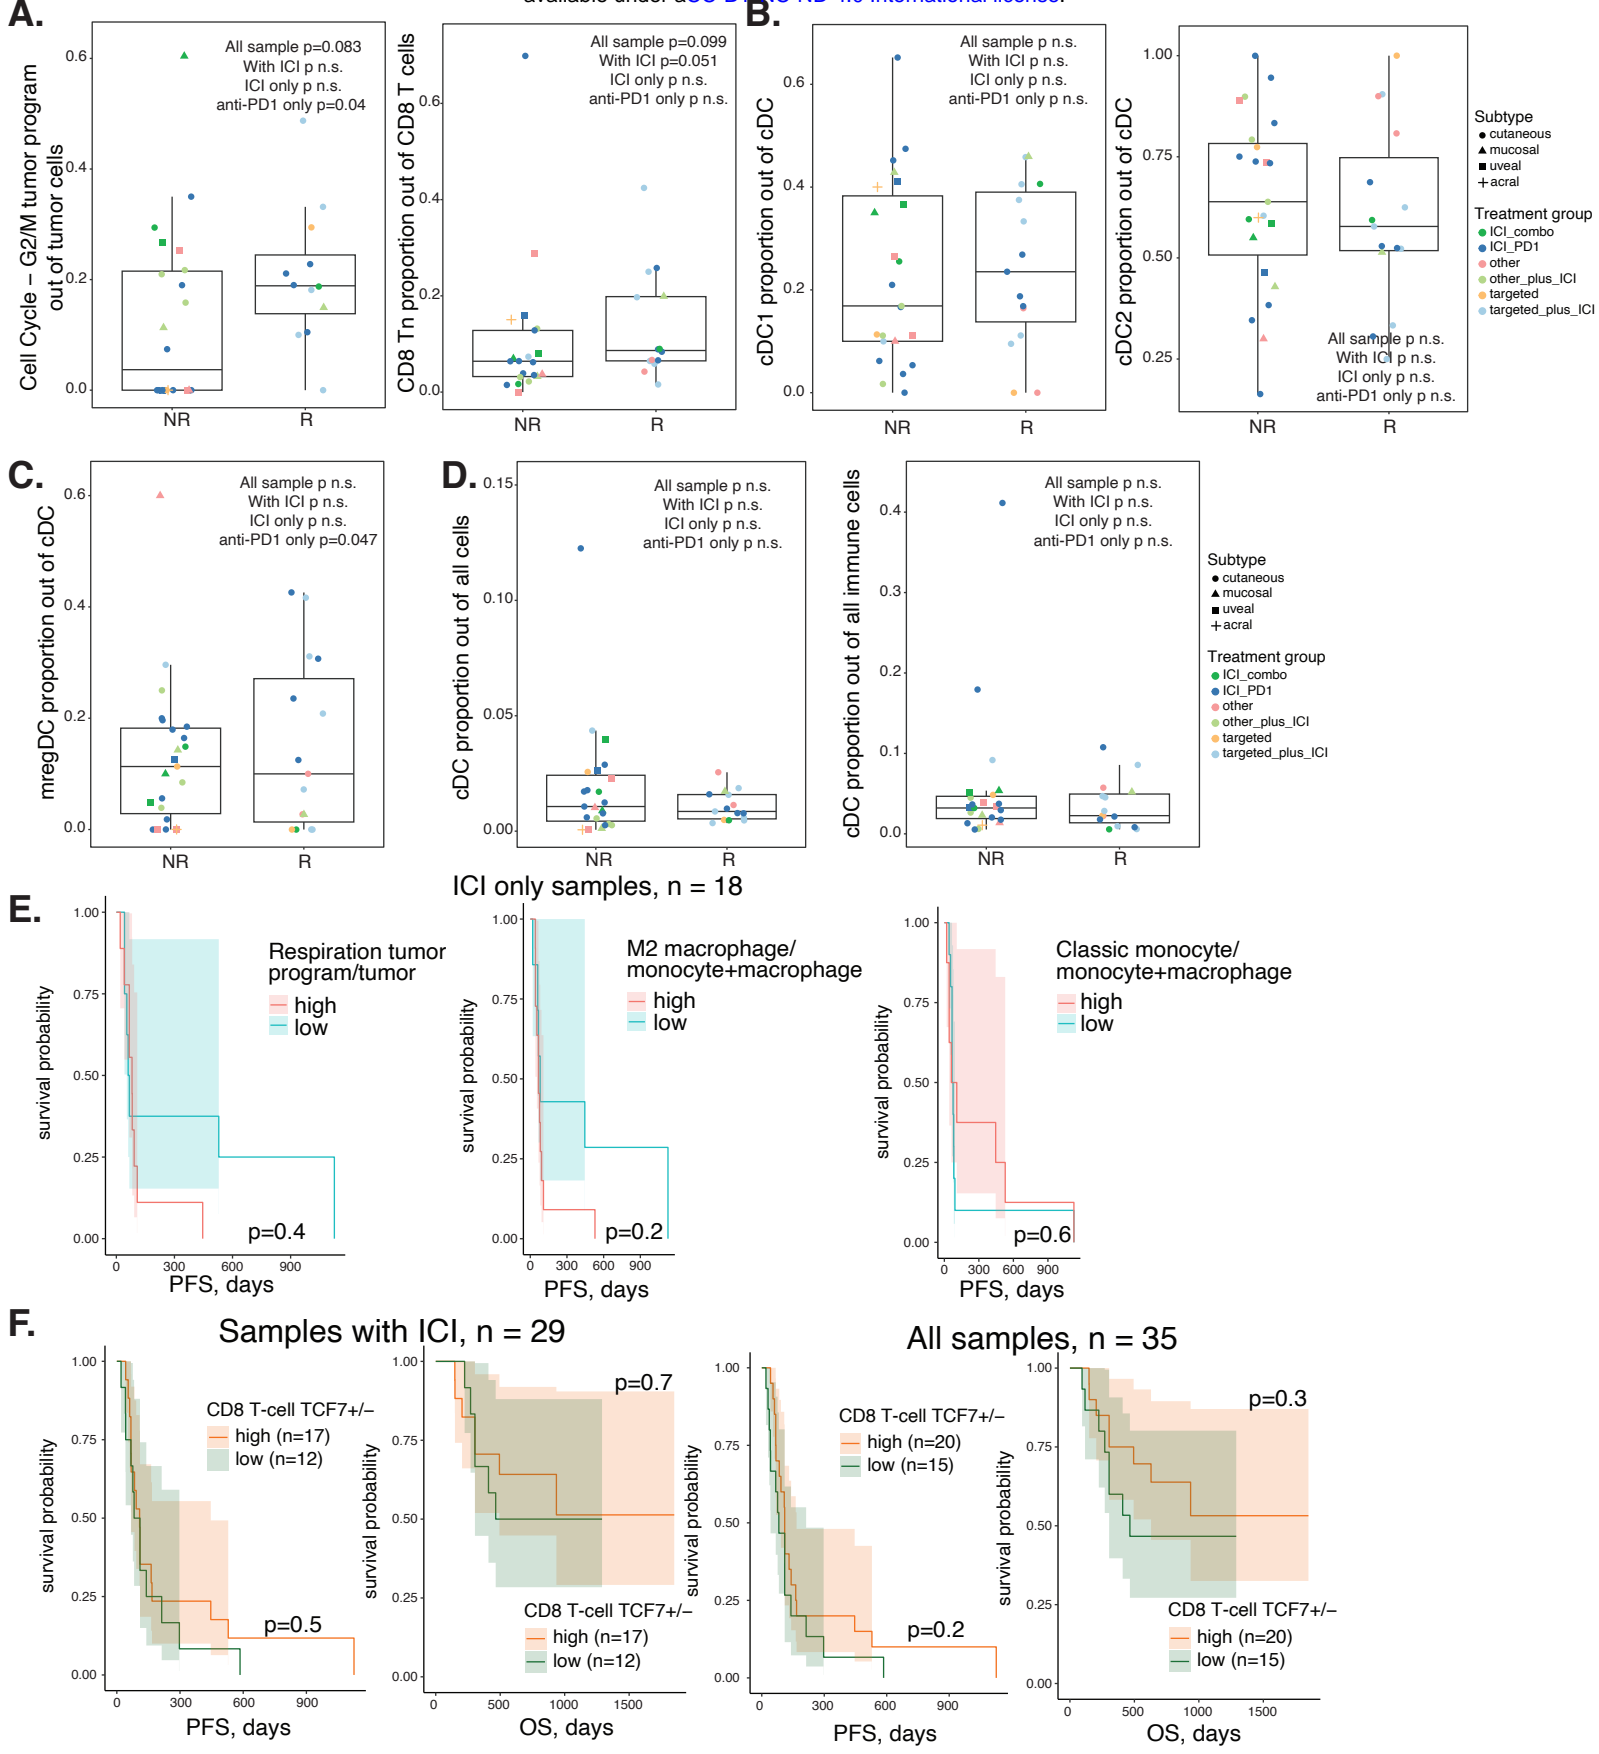 available under a
International license.
A.
Cell Cycle – G2/M tumor program
out of tumor cells
0.6
0.4
0.2
0.0
All sample p=0.083
With ICI p n.s.
ICI only p n.s.
anti-PD1 only p=0.04
NR
R
CD8 Tn proportion out of CD8 T cells
0.6
0.4
0.2
0.0
All sample p=0.099
With ICI p=0.051
ICI only p n.s.
anti-PD1 only p n.s.
NR
R
B.
cDC1 proportion out of cDC
0.6
0.4
0.2
0.0
All sample p n.s.
With ICI p n.s.
ICI only p n.s.
anti-PD1 only p n.s.
NR
R
cDC2 proportion out of cDC
1.00
0.75
0.50
0.25
All sample p n.s.
With ICI p n.s.
ICI only p n.s.
anti-PD1 only p n.s.
NR
R
Subtype
cutaneous
mucosal
uveal
acral
Treatment group
ICI_combo
ICI_PD1
other
other_plus_ICI
targeted
targeted_plus_ICI
C.
mregDC proportion out of cDC
0.6
0.4
0.2
0.0
All sample p n.s.
With ICI p n.s.
ICI only p n.s.
anti-PD1 only p=0.047
NR
R
D.
cDC proportion out of all cells
0.15
0.10
0.05
0.00
All sample p n.s.
With ICI p n.s.
ICI only p n.s.
anti-PD1 only p n.s.
NR
R
cDC proportion out of all immune cells
0.4
0.3
0.2
0.1
0.0
All sample p n.s.
With ICI p n.s.
ICI only p n.s.
anti-PD1 only p n.s.
NR
R
Subtype
cutaneous
mucosal
uveal
acral
Treatment group
ICI_combo
ICI_PD1
other
other_plus_ICI
targeted
targeted_plus_ICI
E.
ICI only samples, n = 18
survival probability
1.00
0.75
0.50
0.25
0.00
Respiration tumor
program/tumor
high
low
p=0.4
0 300 600 900
PFS, days
survival probability
1.00
0.75
0.50
0.25
0.00
M2 macrophage/
monocyte+macrophage
high
low
p=0.2
0 300 600 900
PFS, days
survival probability
1.00
0.75
0.50
0.25
0.00
Classic monocyte/
monocyte+macrophage
high
low
p=0.6
0 300 600 900
PFS, days
F.
Samples with ICI, n = 29
survival probability
1.00
0.75
0.50
0.25
0.00
CD8 T-cell TCF7+/–
high (n=17)
low (n=12)
p=0.5
0 300 600 900
PFS, days
survival probability
1.00
0.75
0.50
0.25
0.00
p=0.7
CD8 T-cell TCF7+/–
high (n=17)
low (n=12)
0 500 1000 1500
OS, days
All samples, n = 35
survival probability
1.00
0.75
0.50
0.25
0.00
CD8 T-cell TCF7+/–
high (n=20)
low (n=15)
p=0.2
0 300 600 900
PFS, days
survival probability
1.00
0.75
0.50
0.25
0.00
p=0.3
CD8 T-cell TCF7+/–
high (n=20)
low (n=15)
0 500 1000 1500
OS, days